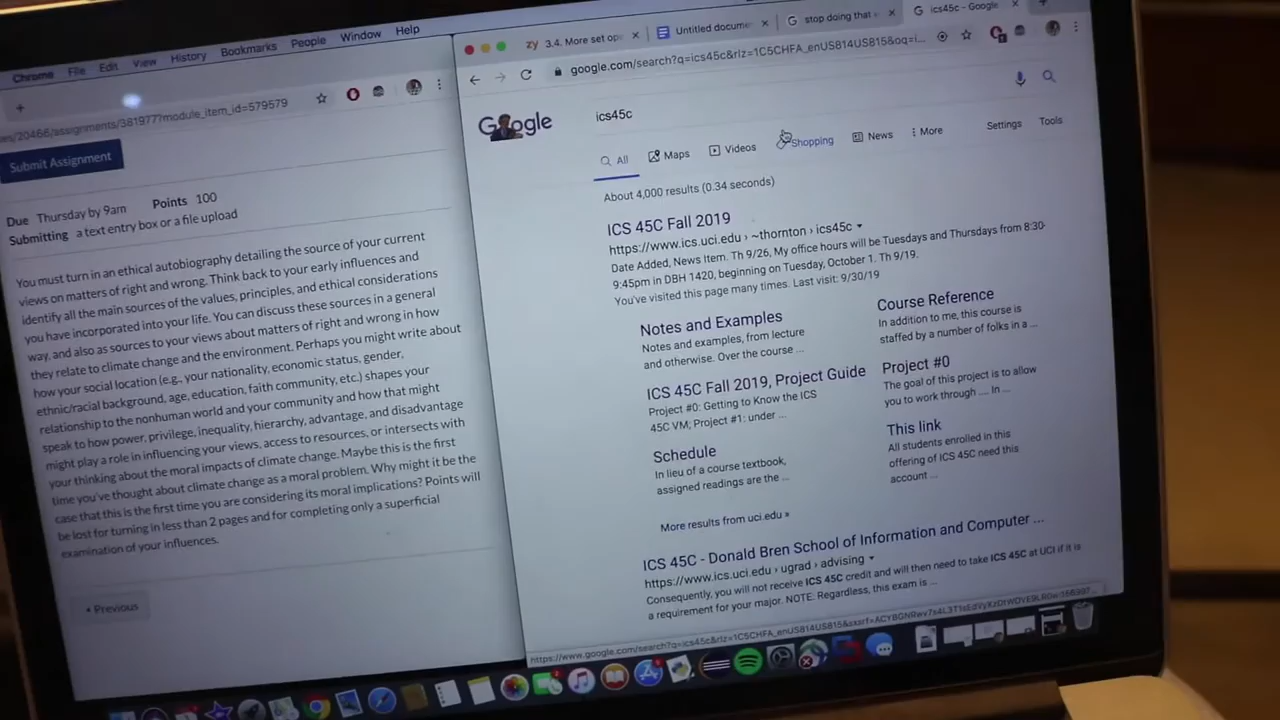 Chrome File Edit View History Bookmarks People Window Help
es/20466/assignments/381977?module_item_id=579579
Submit Assignment
Due Thursday by 9am Points 100
Submitting a text entry box or a file upload
You must turn in an ethical autobiography detailing the source of your current
views on matters of right and wrong. Think back to your early influences and
identify all the main sources of the values, principles, and ethical considerations
you have incorporated into your life. You can discuss these sources in a general
way, and also as sources to your views about matters of right and wrong in how
they relate to climate change and the environment. Perhaps you might write about
how your social location (e.g., your nationality, economic status, gender,
ethnic/racial background, age, education, faith community, etc.) shapes your
relationship to the nonhuman world and your community and how that might
speak to how power, privilege, inequality, hierarchy, advantage, and disadvantage
might play a role in influencing your views, access to resources, or intersects with
your thinking about the moral impacts of climate change. Maybe this is the first
time you've thought about climate change as a moral problem. Why might it be the
case that this is the first time you are considering its moral implications? Points will
be lost for turning in less than 2 pages and for completing only a superficial
examination of your influences.
Previous
zy 3.4. More set ope
Untitled docume
stop doing that
ics45c - Google
google.com/search?q=ics45c&rlz=1C5CHFA_enUS814US815&oq=i...
Google
ics45c
All Maps Videos Shopping News More Settings Tools
About 4,000 results (0.34 seconds)
ICS 45C Fall 2019
https://www.ics.uci.edu › ~thornton › ics45c
Date Added, News Item. Th 9/26, My office hours will be Tuesdays and Thursdays from 8:30-
9:45pm in DBH 1420, beginning on Tuesday, October 1. Th 9/19.
You've visited this page many times. Last visit: 9/30/19
Notes and Examples
Notes and examples, from lecture
and otherwise. Over the course ...
ICS 45C Fall 2019, Project Guide
Project #0: Getting to Know the ICS
45C VM; Project #1: under ...
Schedule
In lieu of a course textbook,
assigned readings are the ...
Course Reference
In addition to me, this course is
staffed by a number of folks in a ...
Project #0
The goal of this project is to allow
you to work through .... In ...
This link
All students enrolled in this
offering of ICS 45C need this
account ...
More results from uci.edu »
ICS 45C - Donald Bren School of Information and Computer ...
https://www.ics.uci.edu › ugrad › advising
Consequently, you will not receive ICS 45C credit and will then need to take ICS 45C at UCI if it is
a requirement for your major. NOTE: Regardless, this exam is ...